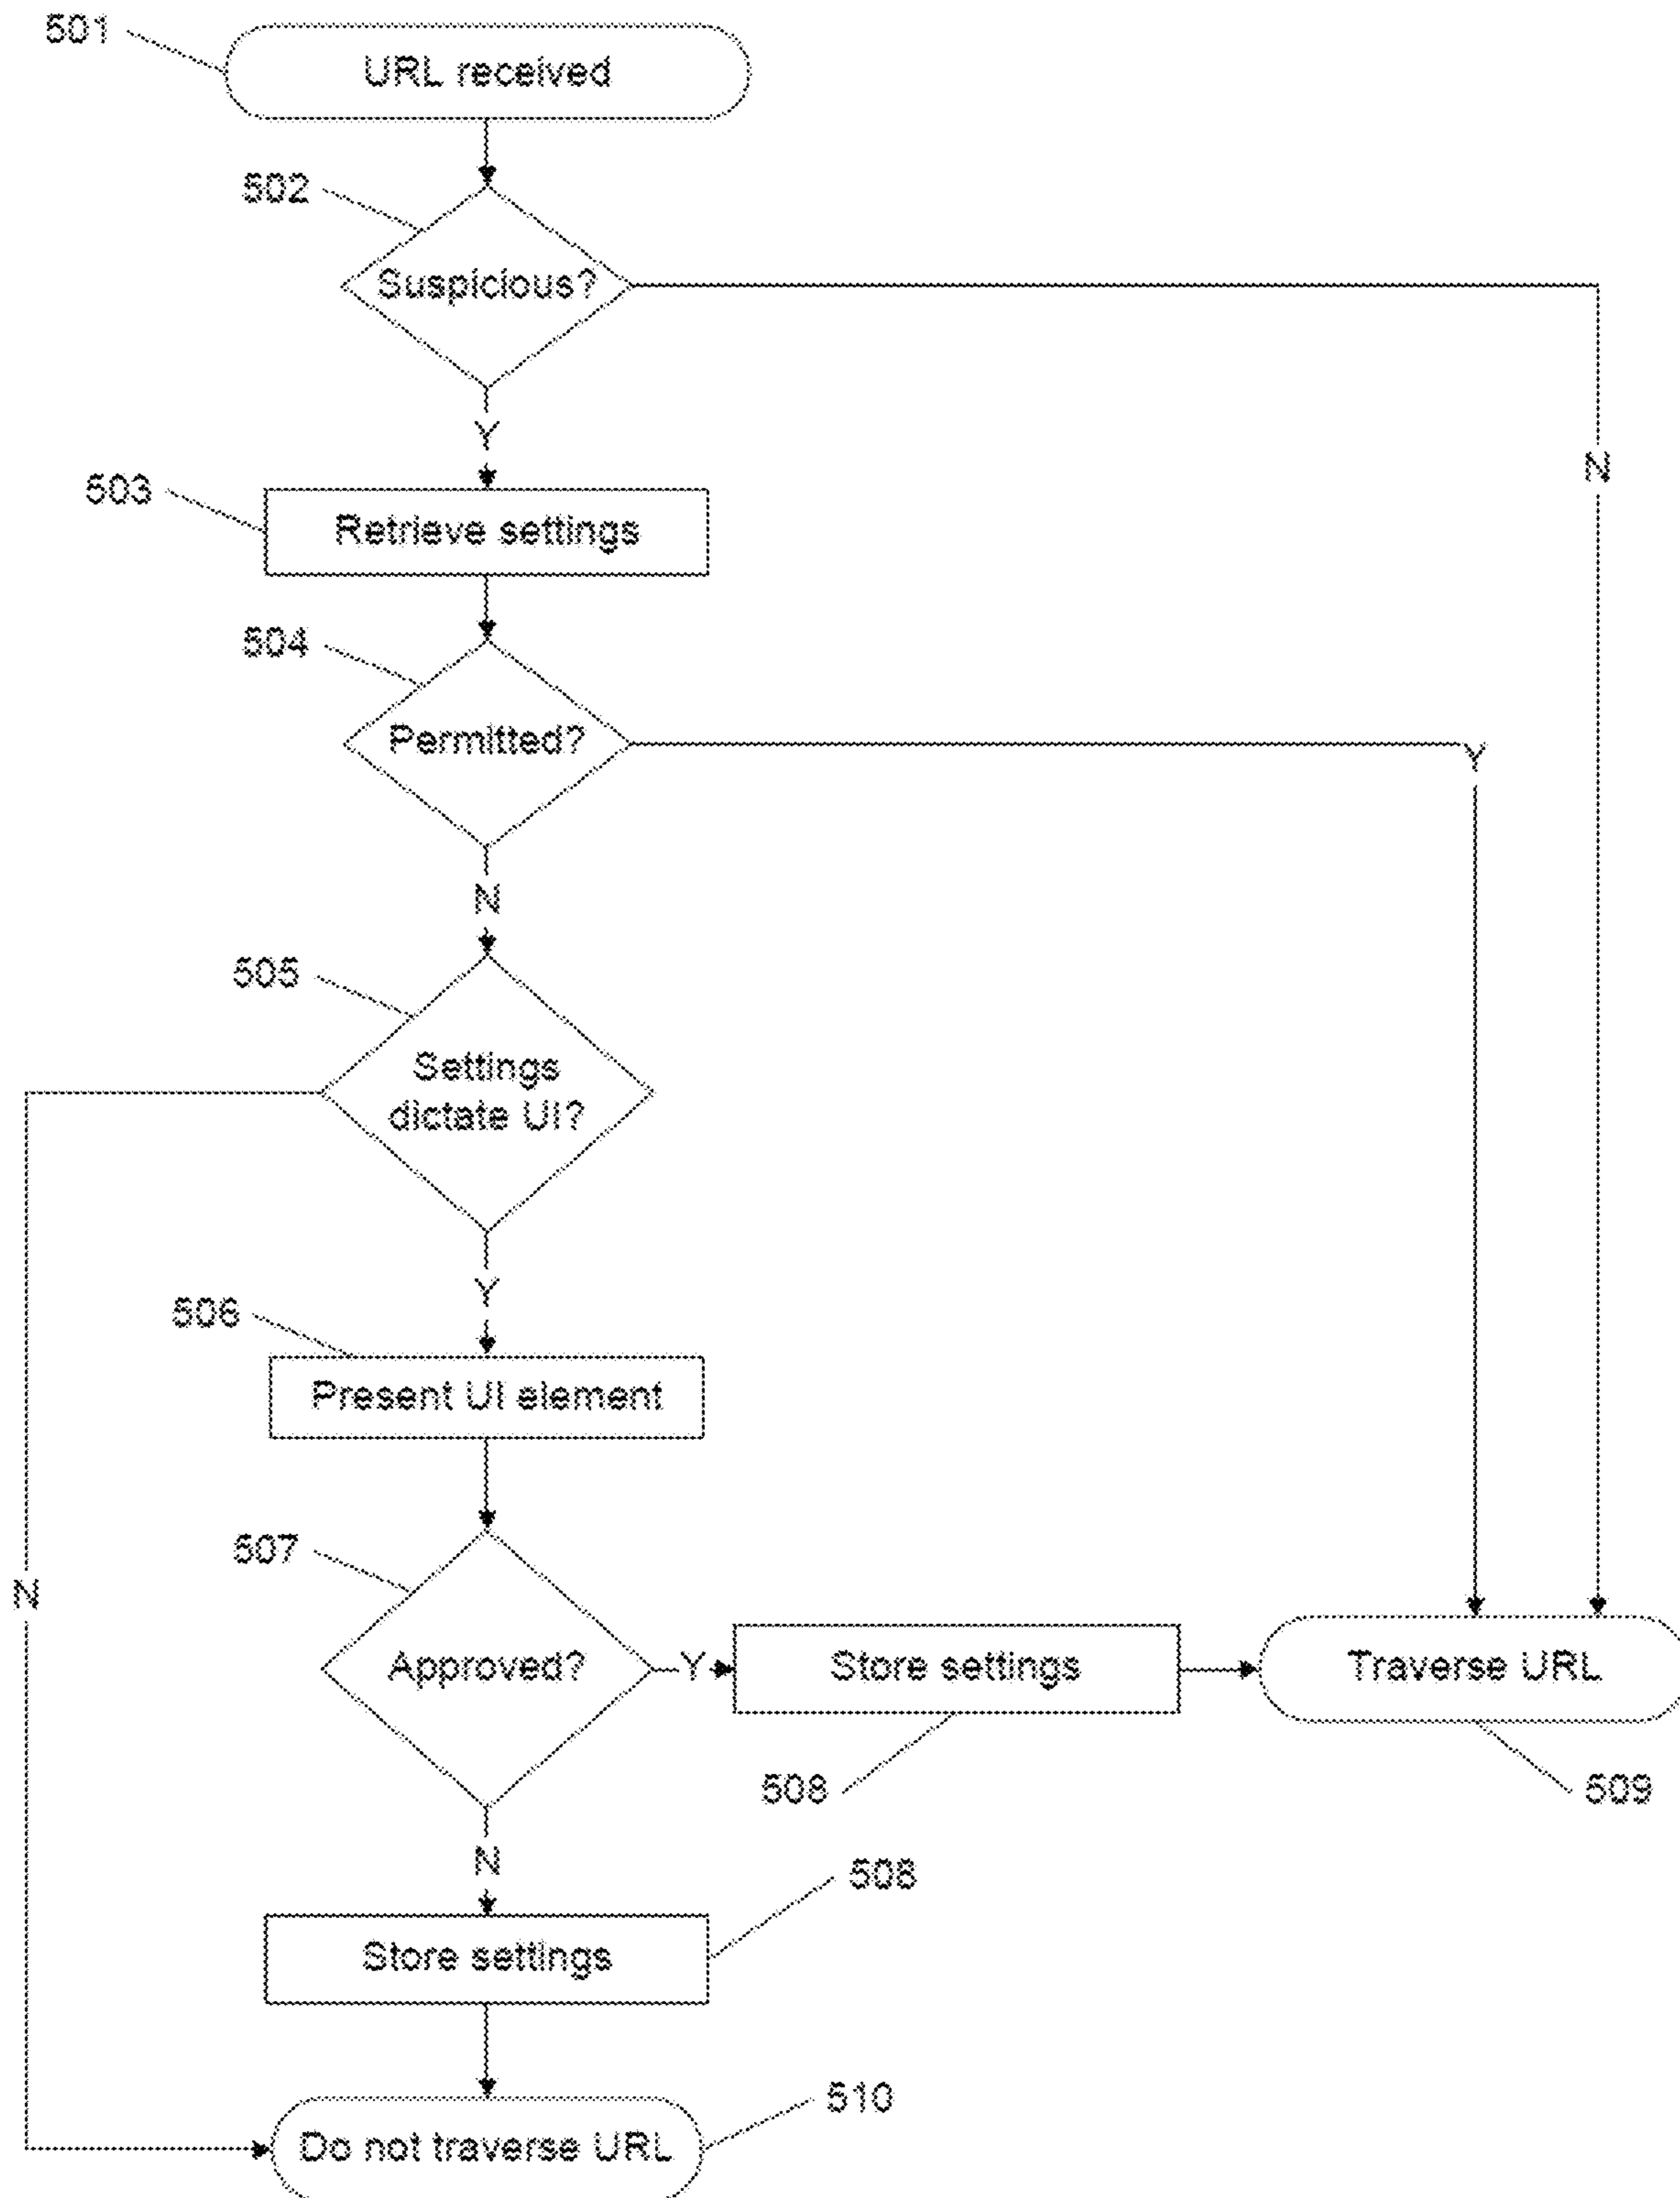 501
URL received
502
Suspicious?
Y
N
503
Retrieve settings
504
Permitted?
Y
N
505
Settings
dictate UI?
Y
N
506
Present UI element
507
Approved?
Y
Store settings
Traverse URL
508
509
N
508
Store settings
510
Do not traverse URL